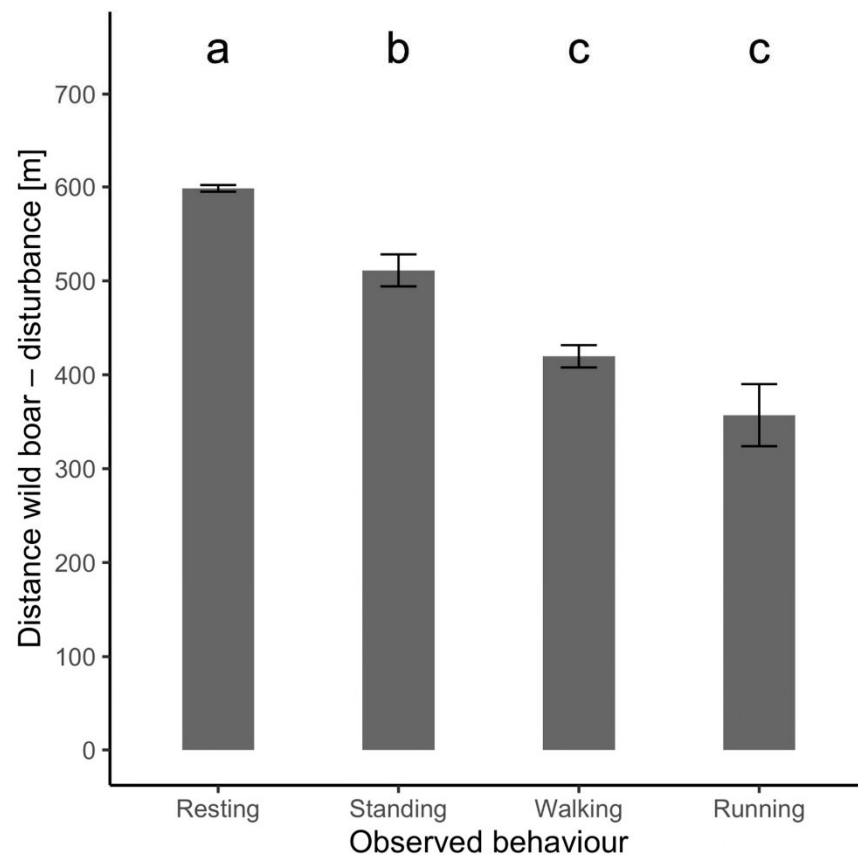 a b c c
Distance wild boar – disturbance [m]
700
600
500
400
300
200
100
0
Resting Standing Walking Running
Observed behaviour